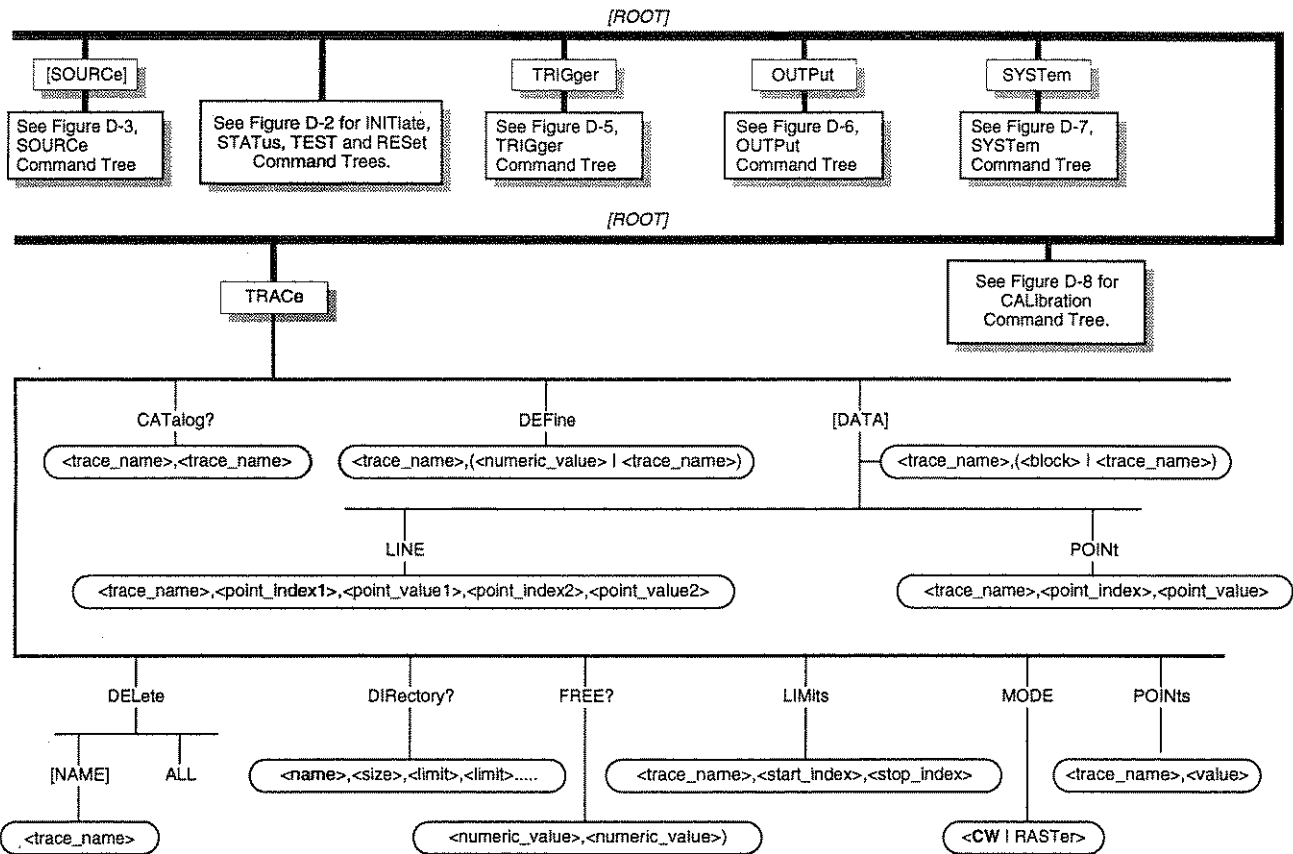 [ROOT]
[SOURCe]
TRIGger
OUTPut
SYSTem
See Figure D-3,
SOURCe
Command Tree
See Figure D-2 for INITiate,
STATus, TEST and RESet
Command Trees.
See Figure D-5,
TRIGger
Command Tree
See Figure D-6,
OUTPut
Command Tree
See Figure D-7,
SYSTem
Command Tree
[ROOT]
TRACe
See Figure D-8 for
CALibration
Command Tree.
CATalog?
DEFine
[DATA]
<trace_name>,<trace_name>
<trace_name>,(<numeric_value> | <trace_name>)
<trace_name>,(<block> | <trace_name>)
LINE
POINt
<trace_name>,<point_index1>,<point_value1>,<point_index2>,<point_value2>
<trace_name>,<point_index>,<point_value>
DELete
DIRectory?
FREE?
LIMits
MODE
POINts
[NAME]
ALL
<name>,<size>,<limit>,<limit>.....
<trace_name>,<start_index>,<stop_index>
<trace_name>,<value>
<trace_name>
<numeric_value>,<numeric_value>)
<CW | RASTer>